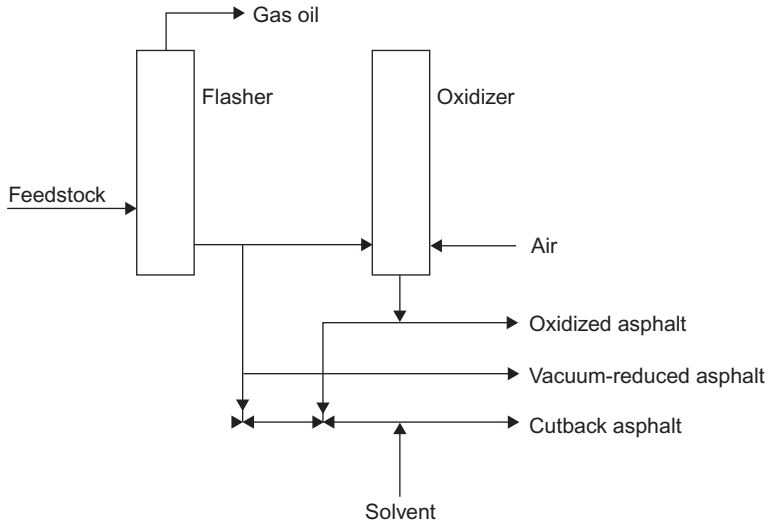 Gas oil
Flasher
Oxidizer
Feedstock
Air
Oxidized asphalt
Vacuum-reduced asphalt
Cutback asphalt
Solvent